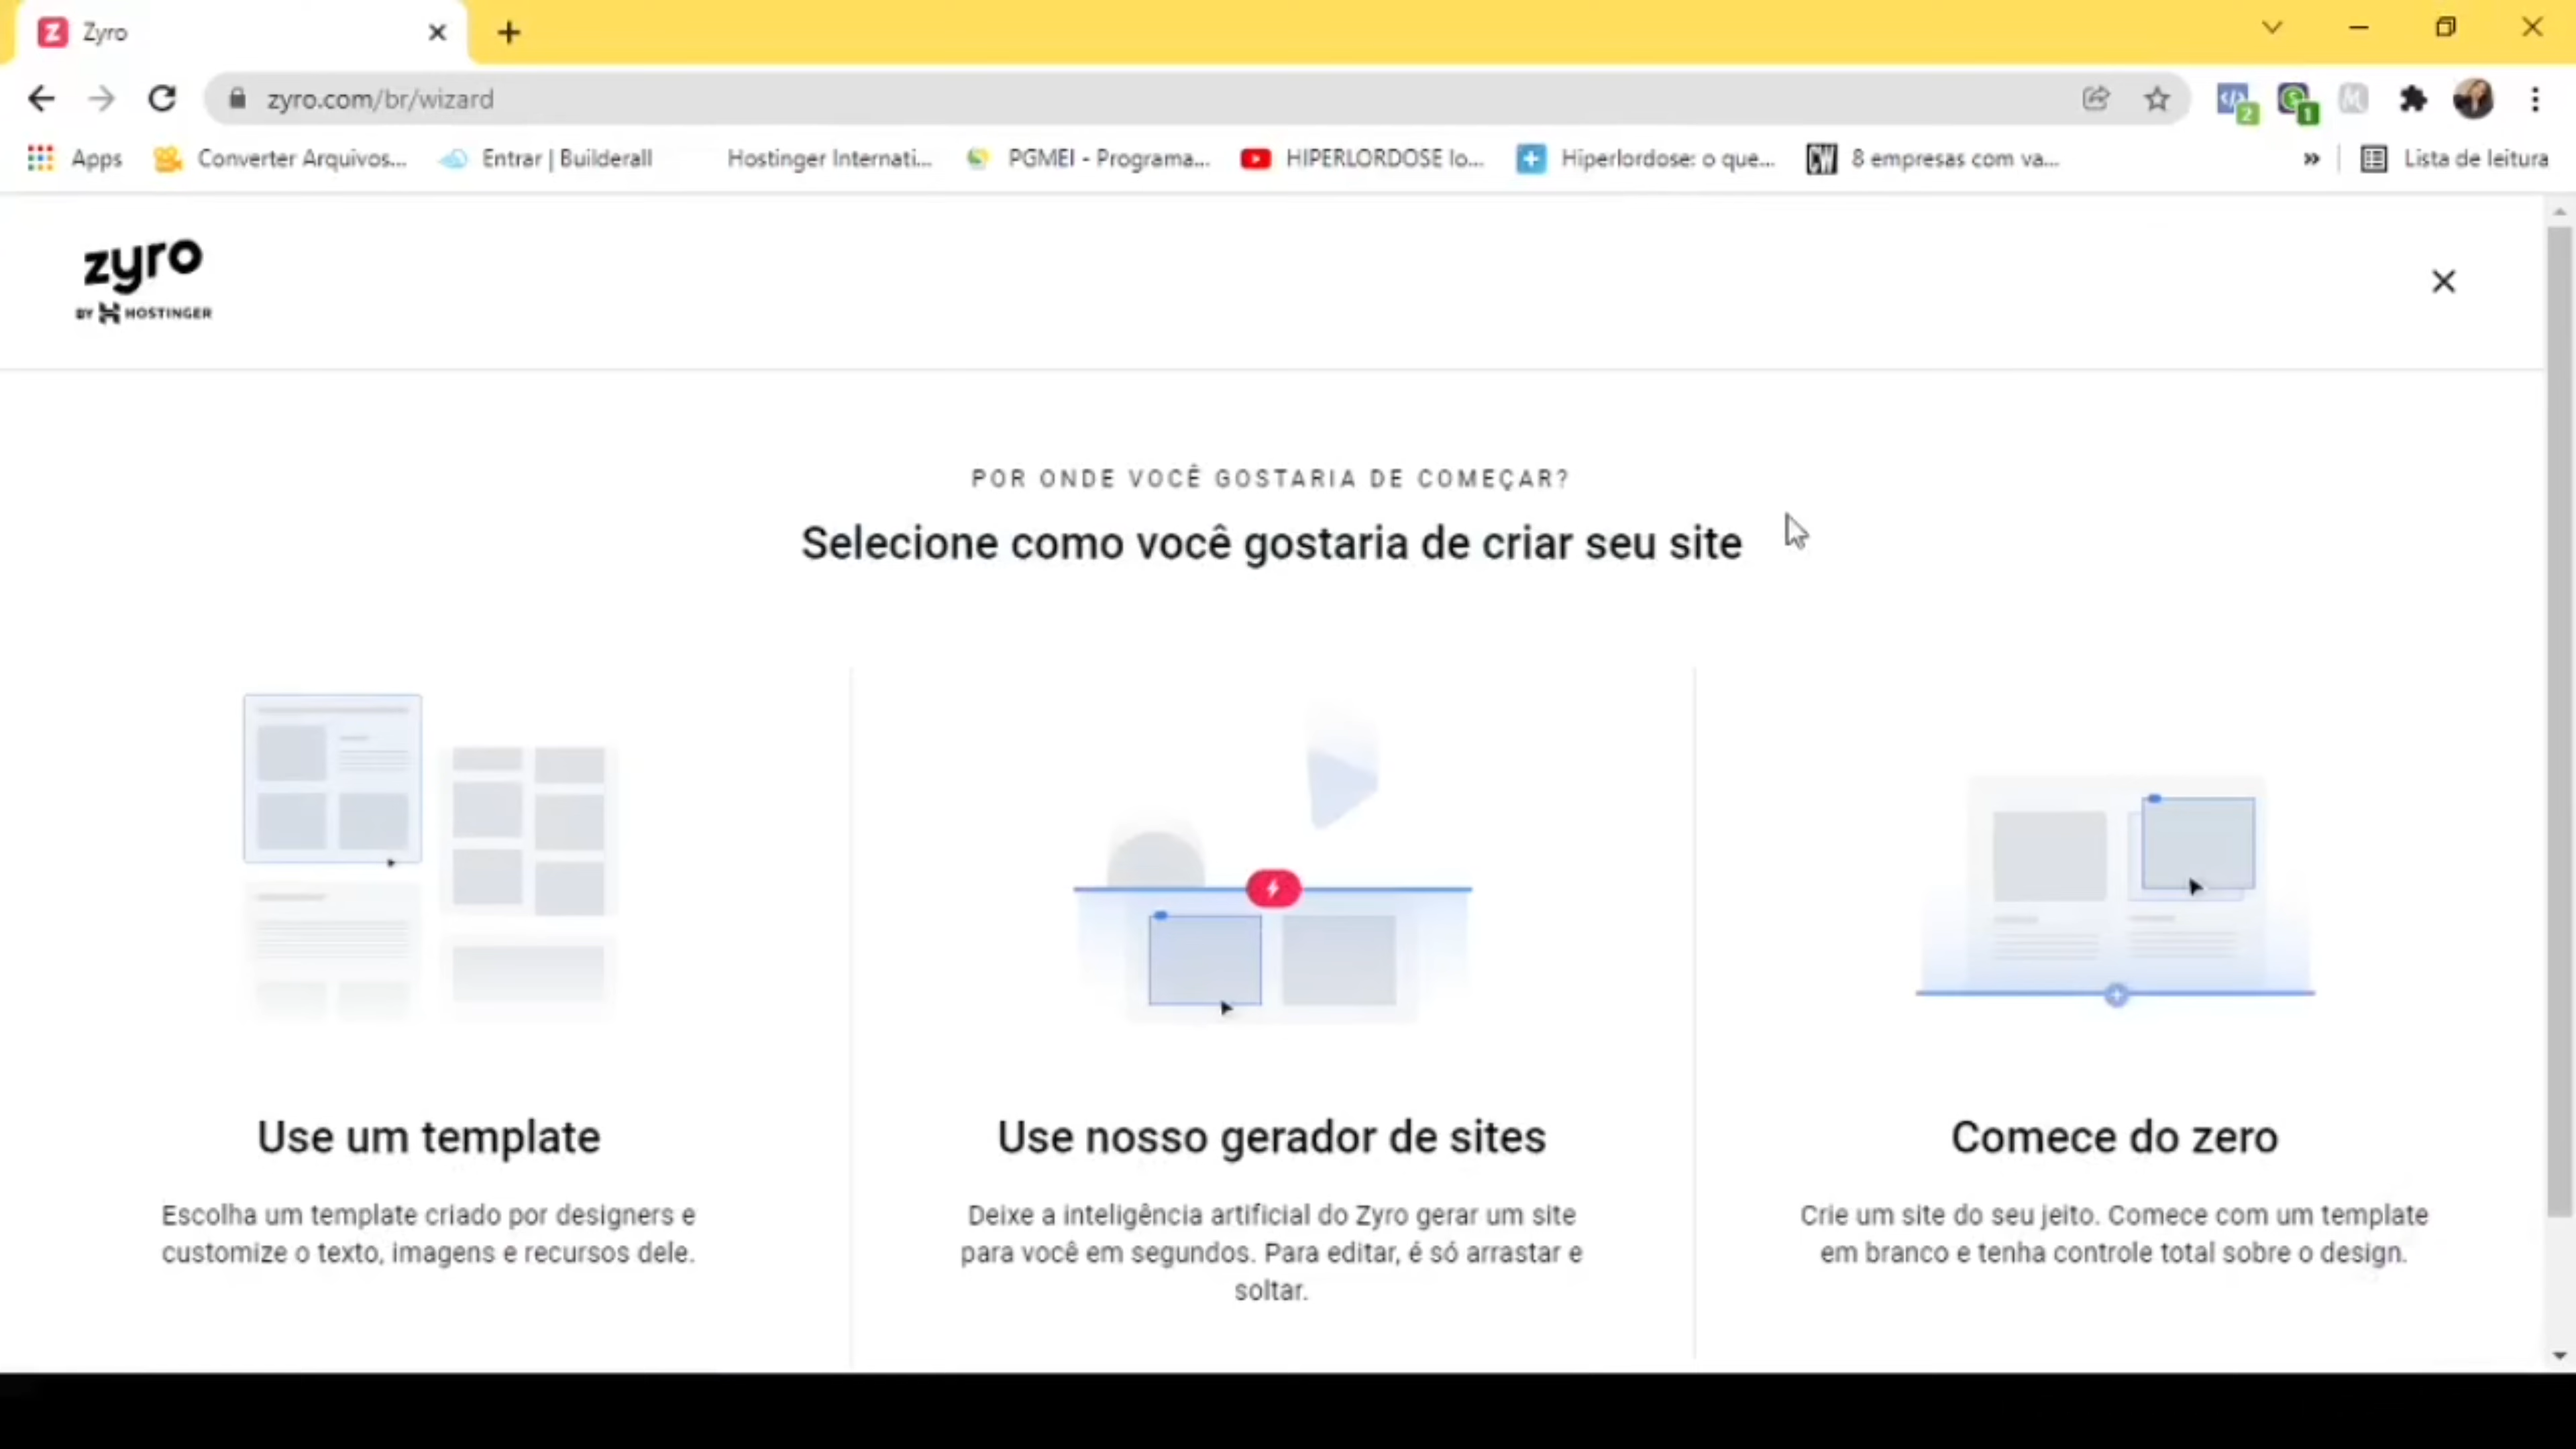 Zyro
zyro.com/br/wizard
2
1
Apps
Converter Arquivos...
Entrar | Builderall
Hostinger Internati...
PGMEI - Programa...
HIPERLORDOSE lo...
Hiperlordose: o que...
CW
8 empresas com va...
»
Lista de leitura
zyro
BY HOSTINGER
POR ONDE VOCÊ GOSTARIA DE COMEÇAR?
Selecione como você gostaria de criar seu site
Use um template
Escolha um template criado por designers e
customize o texto, imagens e recursos dele.
Use nosso gerador de sites
Deixe a inteligência artificial do Zyro gerar um site
para você em segundos. Para editar, é só arrastar e
soltar.
Comece do zero
Crie um site do seu jeito. Comece com um template
em branco e tenha controle total sobre o design.